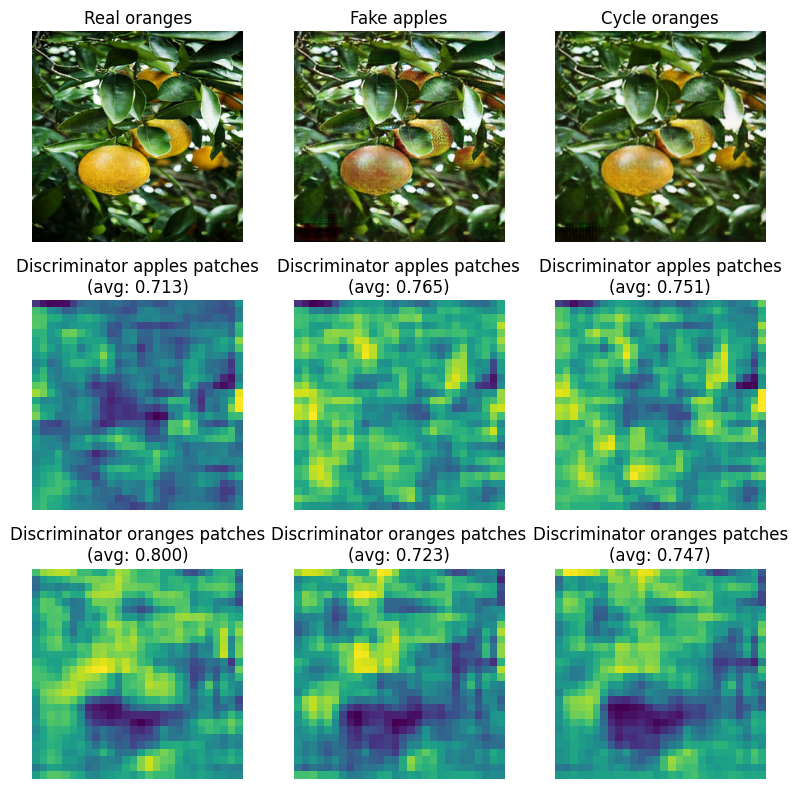 Real oranges
Fake apples
Cycle oranges
Discriminator apples patches
(avg: 0.713)
Discriminator apples patches
(avg: 0.765)
Discriminator apples patches
(avg: 0.751)
Discriminator oranges patches
(avg: 0.800)
Discriminator oranges patches
(avg: 0.723)
Discriminator oranges patches
(avg: 0.747)